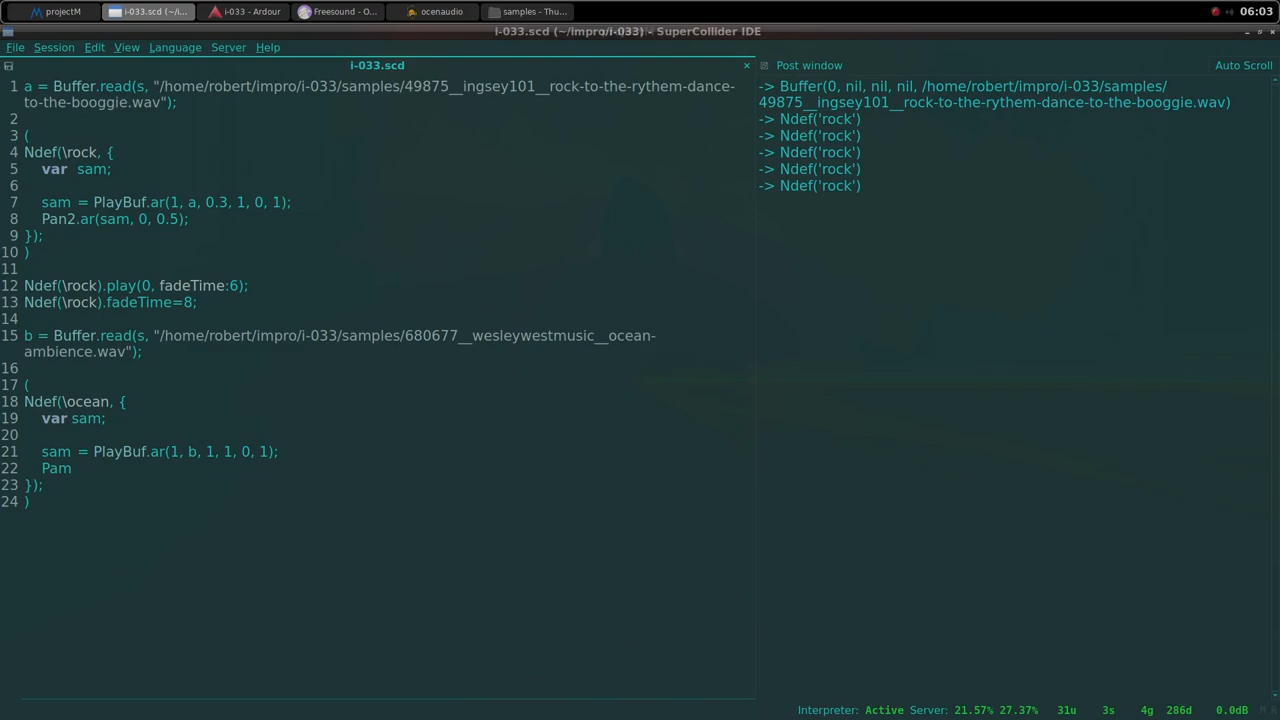 projectM
i-033.scd (~/i...
i-033 - Ardour
Freesound - O...
ocenaudio
samples - Thu...
06:03
i-033.scd (~/impro/i-033) - SuperCollider IDE
File Session Edit View Language Server Help
i-033.scd
1 a = Buffer.read(s, "/home/robert/impro/i-033/samples/49875__ingsey101__rock-to-the-rythem-dance-
to-the-booggie.wav");
2
3 (
4 Ndef(\rock, {
5 var sam;
6
7 sam = PlayBuf.ar(1, a, 0.3, 1, 0, 1);
8 Pan2.ar(sam, 0, 0.5);
9 });
10 )
11
12 Ndef(\rock).play(0, fadeTime:6);
13 Ndef(\rock).fadeTime=8;
14
15 b = Buffer.read(s, "/home/robert/impro/i-033/samples/680677__wesleywestmusic__ocean-
ambience.wav");
16
17 (
18 Ndef(\ocean, {
19 var sam;
20
21 sam = PlayBuf.ar(1, b, 1, 1, 0, 1);
22 Pam
23 });
24 )
Post window
Auto Scroll
-> Buffer(0, nil, nil, nil, /home/robert/impro/i-033/samples/
49875__ingsey101__rock-to-the-rythem-dance-to-the-booggie.wav)
-> Ndef('rock')
-> Ndef('rock')
-> Ndef('rock')
-> Ndef('rock')
-> Ndef('rock')
Interpreter: Active Server: 21.57% 27.37% 31u 3s 4g 286d 0.0dB